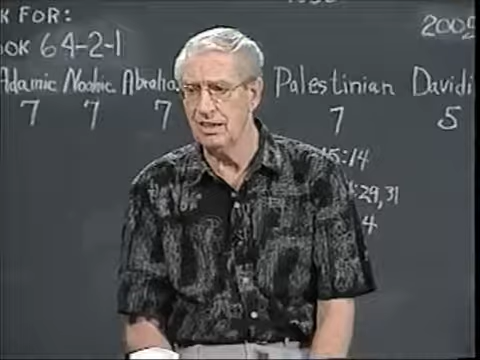 K FOR:
OOK 64-2-1
2009
Adamic Noahic Abraha Palestinian Davidi
7 7 7 7 5
15:14
:29,31
4